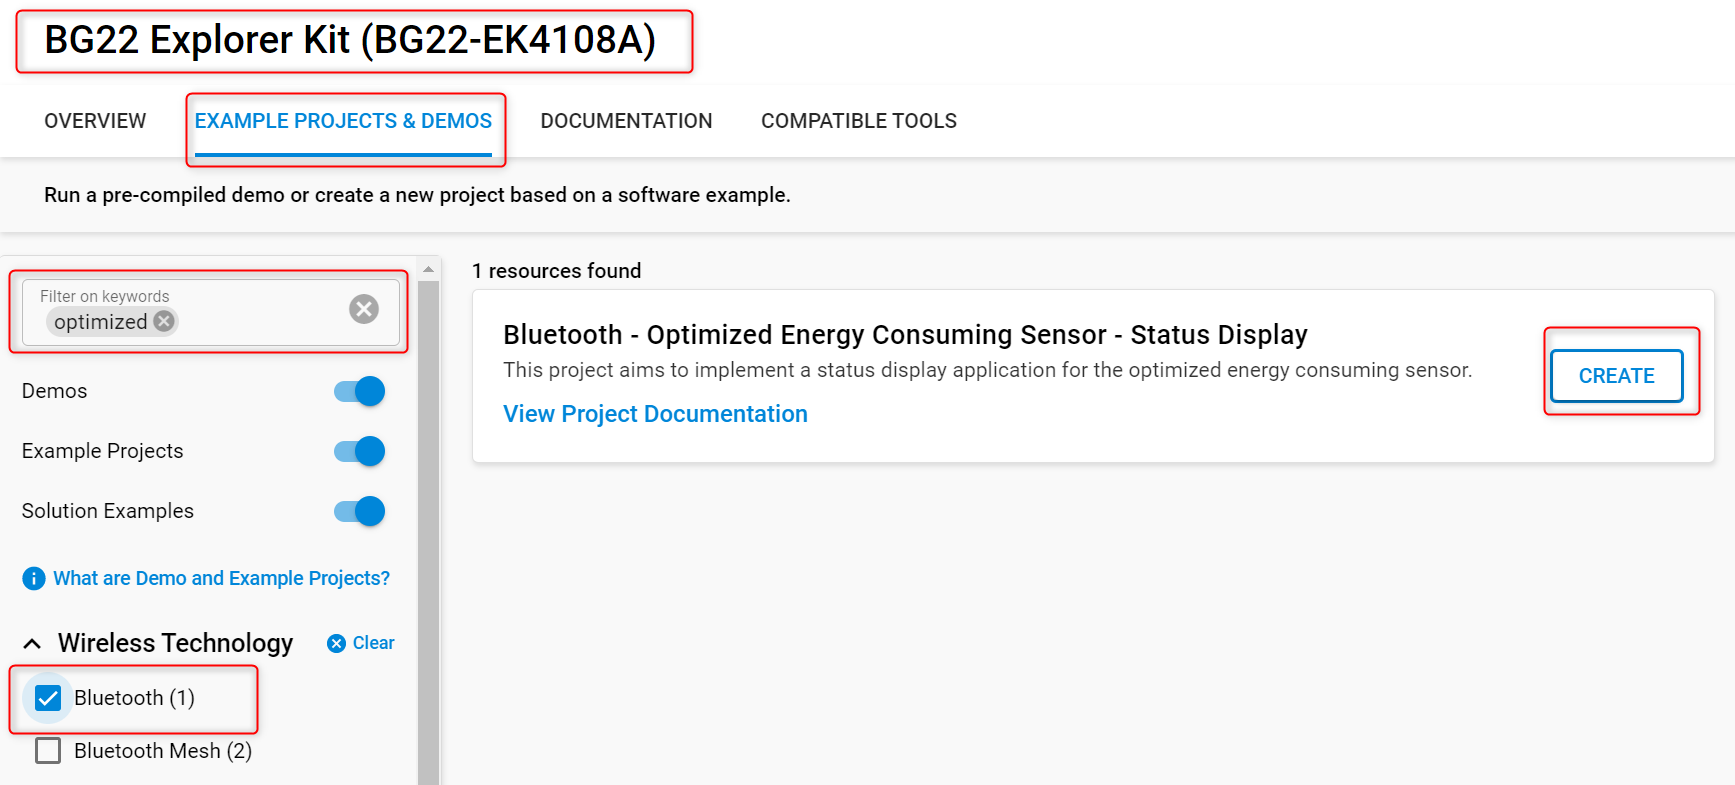 BG22 Explorer Kit (BG22-EK4108A)
OVERVIEW EXAMPLE PROJECTS & DEMOS DOCUMENTATION COMPATIBLE TOOLS
Run a pre-compiled demo or create a new project based on a software example.
Filter on keywords
optimized
Demos
Example Projects
Solution Examples
What are Demo and Example Projects?
Wireless Technology Clear
Bluetooth (1)
Bluetooth Mesh (2)
1 resources found
Bluetooth - Optimized Energy Consuming Sensor - Status Display
This project aims to implement a status display application for the optimized energy consuming sensor.
View Project Documentation
CREATE